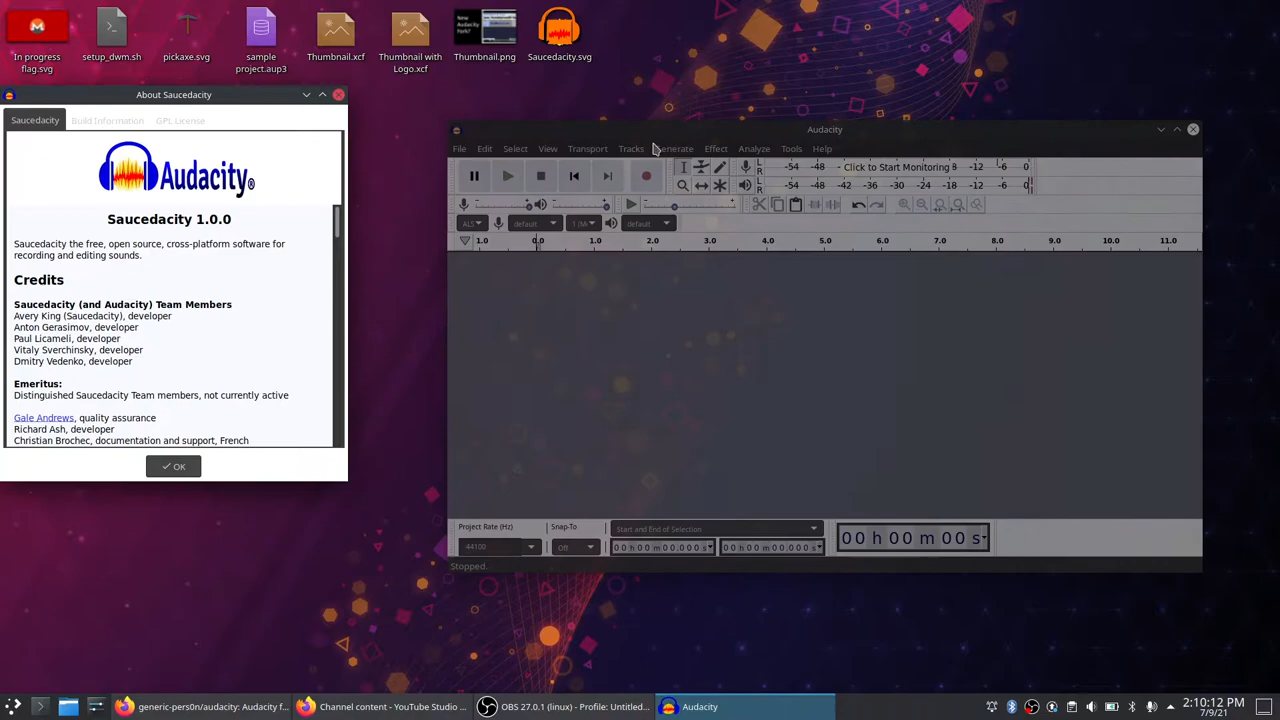 In progress
flag.svg
setup_dwm.sh
pickaxe.svg
sample
project.aup3
Thumbnail.xcf
Thumbnail with
Logo.xcf
New
Audacity
Fork?
Thumbnail.png
Saucedacity.svg
About Saucedacity
Saucedacity Build Information GPL License
Audacity®
Saucedacity 1.0.0
Saucedacity the free, open source, cross-platform software for
recording and editing sounds.
Credits
Saucedacity (and Audacity) Team Members
Avery King (Saucedacity), developer
Anton Gerasimov, developer
Paul Licameli, developer
Vitaly Sverchinsky, developer
Dmitry Vedenko, developer
Emeritus:
Distinguished Saucedacity Team members, not currently active
Gale Andrews, quality assurance
Richard Ash, developer
Christian Brochec, documentation and support, French
OK
Audacity
File Edit Select View Transport Tracks Generate Effect Analyze Tools Help
L R -54 -48 Click to Start Monitoring -12 -6 0
L R -54 -48 -42 -36 -30 -24 -18 -12 -6 0
ALS default 1 (M default
1.0 0.0 1.0 2.0 3.0 4.0 5.0 6.0 7.0 8.0 9.0 10.0 11.0
Project Rate (Hz) Snap-To Start and End of Selection
44100 Off 00 h 00 m 00.000 s 00 h 00 m 00.000 s
00 h 00 m 00 s
Stopped.
generic-pers0n/audacity: Audacity f...
Channel content - YouTube Studio ...
OBS 27.0.1 (linux) - Profile: Untitled...
Audacity
2:10:12 PM
7/9/21